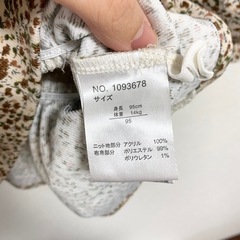 NO. 1093678
サイズ
身長 95cm
体重 14kg
95
ニット地部分 アクリル 100%
布帛部分 ポリエステル 99%
ポリウレタン 1%